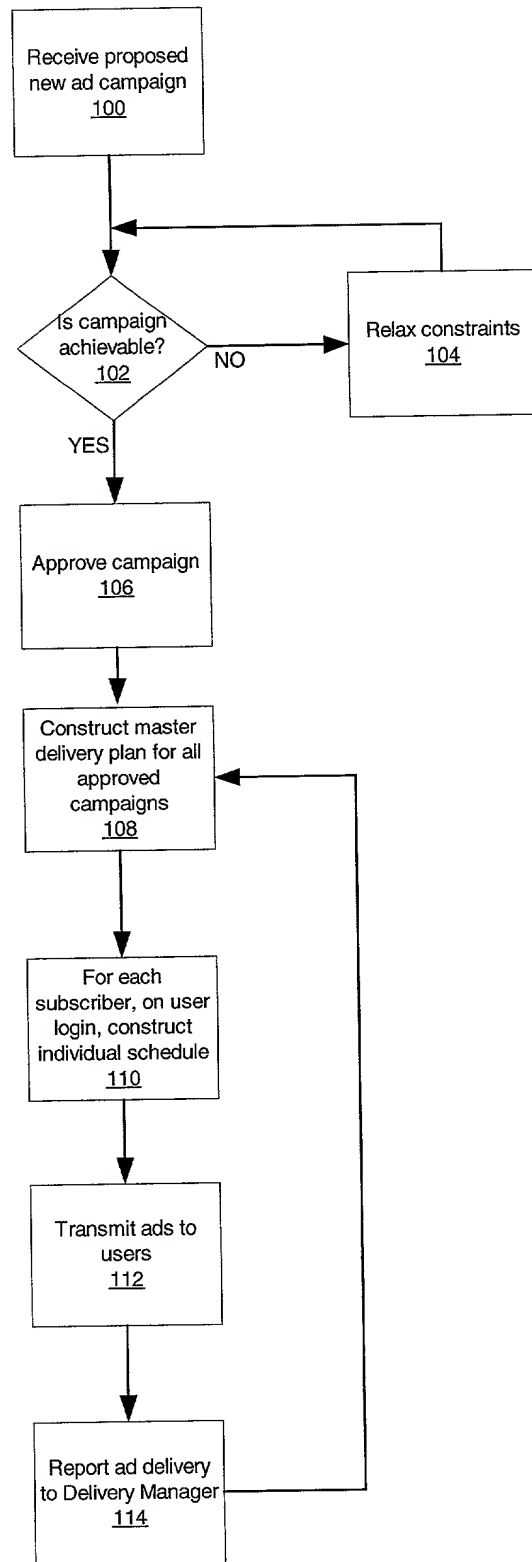 Receive proposed
new ad campaign
100
Is campaign
achievable?
102
NO
Relax constraints
104
YES
Approve campaign
106
Construct master
delivery plan for all
approved
campaigns
108
For each
subscriber, on user
login, construct
individual schedule
110
Transmit ads to
users
112
Report ad delivery
to Delivery Manager
114